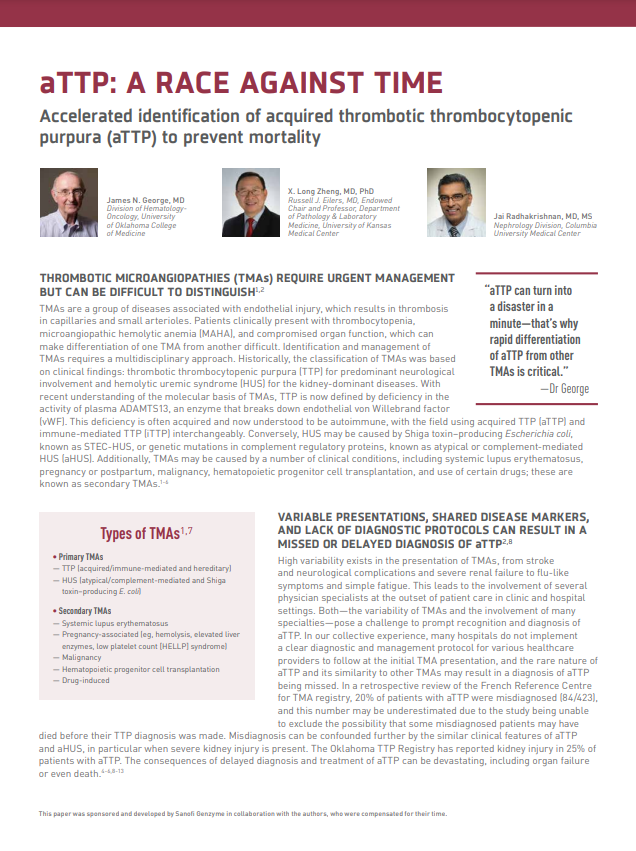 aTTP: A RACE AGAINST TIME
Accelerated identification of acquired thrombotic thrombocytopenic
purpura (aTTP) to prevent mortality
James N. George, MD
Division of Hematology-
Oncology, University
of Oklahoma College
of Medicine
X. Long Zheng, MD, PhD
Russell J. Eilers, MD, Endowed
Chair and Professor, Department
of Pathology & Laboratory
Medicine, University of Kansas
Medical Center
Jai Radhakrishnan, MD, MS
Nephrology Division, Columbia
University Medical Center
THROMBOTIC MICROANGIOPATHIES (TMAs) REQUIRE URGENT MANAGEMENT
BUT CAN BE DIFFICULT TO DISTINGUISH1,2
TMAs are a group of diseases associated with endothelial injury, which results in thrombosis
in capillaries and small arterioles. Patients clinically present with thrombocytopenia,
microangiopathic hemolytic anemia (MAHA), and compromised organ function, which can
make differentiation of one TMA from another difficult. Identification and management of
TMAs requires a multidisciplinary approach. Historically, the classification of TMAs was based
on clinical findings: thrombotic thrombocytopenic purpura (TTP) for predominant neurological
involvement and hemolytic uremic syndrome (HUS) for the kidney-dominant diseases. With
recent understanding of the molecular basis of TMAs, TTP is now defined by deficiency in the
activity of plasma ADAMTS13, an enzyme that breaks down endothelial von Willebrand factor
(vWF). This deficiency is often acquired and now understood to be autoimmune, with the field using acquired TTP (aTTP) and
immune-mediated TTP (iTTP) interchangeably. Conversely, HUS may be caused by Shiga toxin–producing Escherichia coli,
known as STEC-HUS, or genetic mutations in complement regulatory proteins, known as atypical or complement-mediated
HUS (aHUS). Additionally, TMAs may be caused by a number of clinical conditions, including systemic lupus erythematosus,
pregnancy or postpartum, malignancy, hematopoietic progenitor cell transplantation, and use of certain drugs; these are
known as secondary TMAs.1–6
“aTTP can turn into
a disaster in a
minute—that’s why
rapid differentiation
of aTTP from other
TMAs is critical.”
—Dr George
Types of TMAs1,7
• Primary TMAs
— TTP (acquired/immune-mediated and hereditary)
— HUS (atypical/complement-mediated and Shiga
toxin–producing E. coli)
• Secondary TMAs
— Systemic lupus erythematosus
— Pregnancy-associated (eg, hemolysis, elevated liver
enzymes, low platelet count [HELLP] syndrome)
— Malignancy
— Hematopoietic progenitor cell transplantation
— Drug-induced
VARIABLE PRESENTATIONS, SHARED DISEASE MARKERS,
AND LACK OF DIAGNOSTIC PROTOCOLS CAN RESULT IN A
MISSED OR DELAYED DIAGNOSIS OF aTTP2,8
High variability exists in the presentation of TMAs, from stroke
and neurological complications and severe renal failure to flu-like
symptoms and simple fatigue. This leads to the involvement of several
physician specialists at the outset of patient care in clinic and hospital
settings. Both—the variability of TMAs and the involvement of many
specialties—pose a challenge to prompt recognition and diagnosis of
aTTP. In our collective experience, many hospitals do not implement
a clear diagnostic and management protocol for various healthcare
providers to follow at the initial TMA presentation, and the rare nature of
aTTP and its similarity to other TMAs may result in a diagnosis of aTTP
being missed. In a retrospective review of the French Reference Centre
for TMA registry, 20% of patients with aTTP were misdiagnosed (84/423),
and this number may be underestimated due to the study being unable
to exclude the possibility that some misdiagnosed patients may have
died before their TTP diagnosis was made. Misdiagnosis can be confounded further by the similar clinical features of aTTP
and aHUS, in particular when severe kidney injury is present. The Oklahoma TTP Registry has reported kidney injury in 25% of
patients with aTTP. The consequences of delayed diagnosis and treatment of aTTP can be devastating, including organ failure
or even death.4–6,8–13
This paper was sponsored and developed by Sanofi Genzyme in collaboration with the authors, who were compensated for their time.